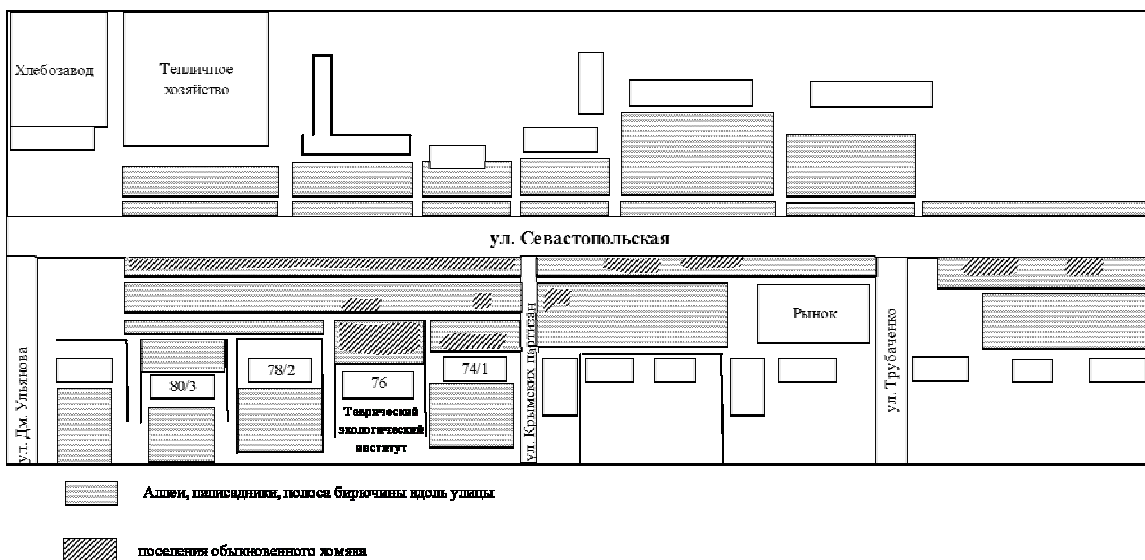 Хлебозавод
Тепличное
хозяйство
ул. Севастопольская
ул. Дм. Ульянова
80/3
78/2
76
Таврический
экологический
институт
74/1
ул. Крымских партизан
Рынок
ул. Трубаченко
Аллеи, палисадники, полоса бирючины вдоль улицы
поселения обыкновенного хомяка